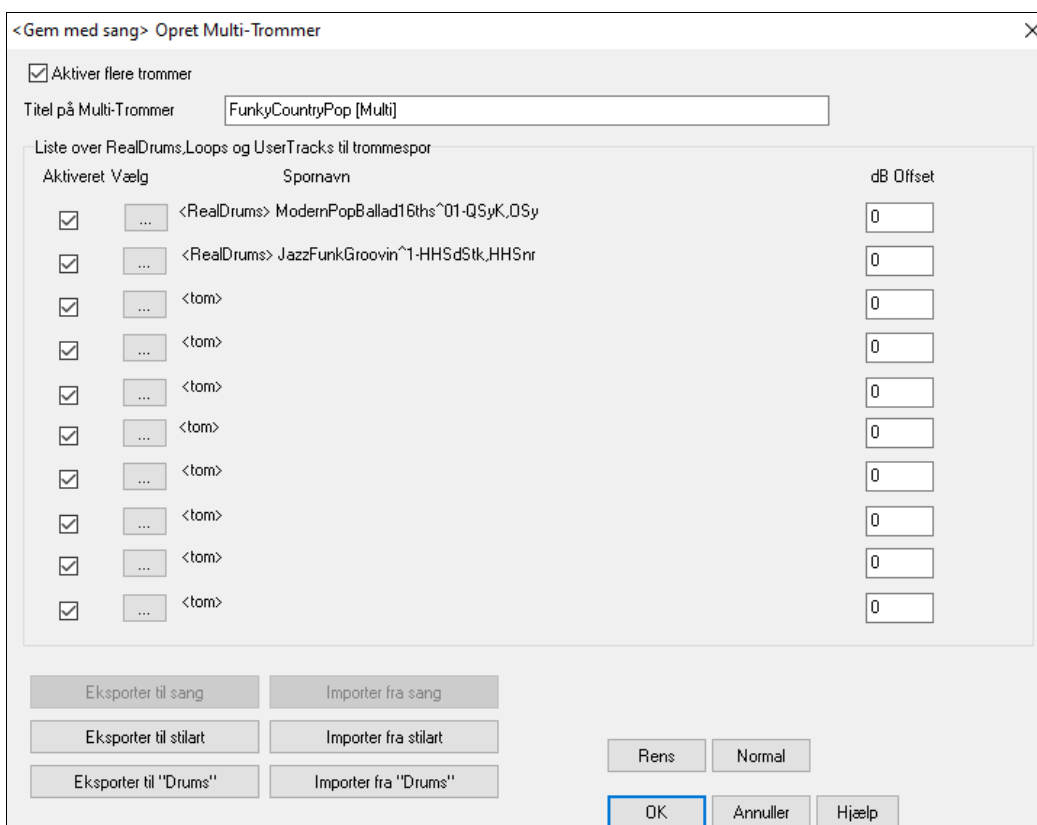 <Gem med sang> Opret Multi-Trommer
Aktiver flere trommer
Titel på Multi-Trommer FunkyCountryPop [Multi]
Liste over RealDrums,Loops og UserTracks til trommespor
Aktiveret Vælg Spornavn dB Offset
... <RealDrums> ModernPopBallad16ths^01-QSyK,OSy 0
... <RealDrums> JazzFunkGroovin^1-HHSdStk,HHSnr 0
... <tom> 0
... <tom> 0
... <tom> 0
... <tom> 0
... <tom> 0
... <tom> 0
... <tom> 0
... <tom> 0
Eksporter til sang Importer fra sang
Eksporter til stilart Importer fra stilart
Eksporter til "Drums" Importer fra "Drums"
Rens Normal
OK Annuller Hjælp